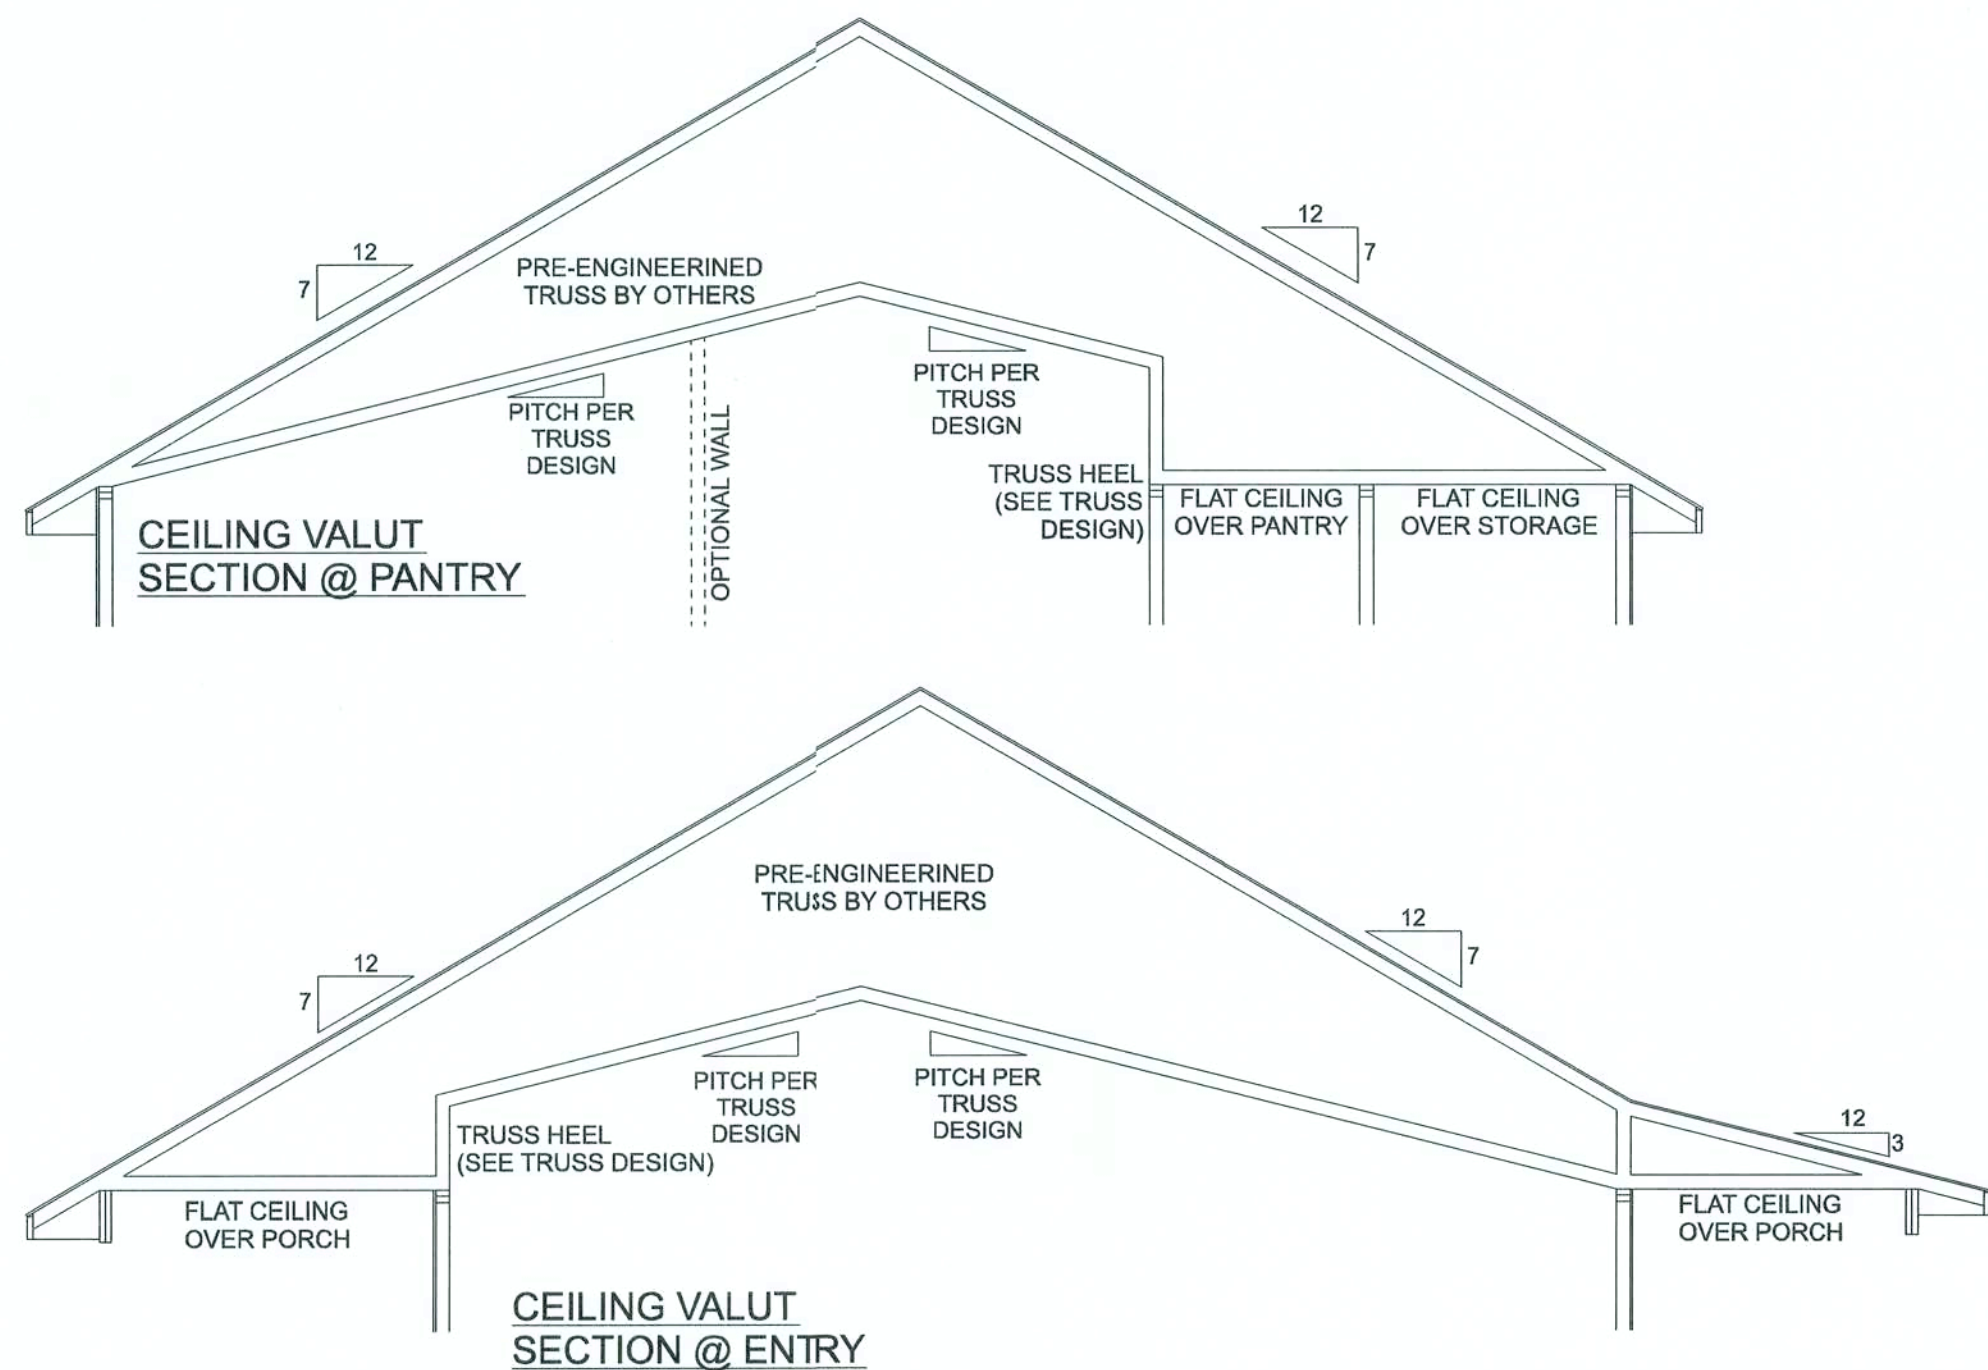 12
7
12
7
PRE-ENGINEERINED
TRUSS BY OTHERS
PITCH PER
TRUSS
DESIGN
PITCH PER
TRUSS
DESIGN
OPTIONAL WALL
TRUSS HEEL
(SEE TRUSS
DESIGN)
FLAT CEILING
OVER PANTRY
FLAT CEILING
OVER STORAGE
CEILING VALUT
SECTION @ PANTRY
PRE-ENGINEERINED
TRUSS BY OTHERS
12
7
12
7
PITCH PER
TRUSS
DESIGN
PITCH PER
TRUSS
DESIGN
12
3
TRUSS HEEL
(SEE TRUSS DESIGN)
FLAT CEILING
OVER PORCH
FLAT CEILING
OVER PORCH
CEILING VALUT
SECTION @ ENTRY